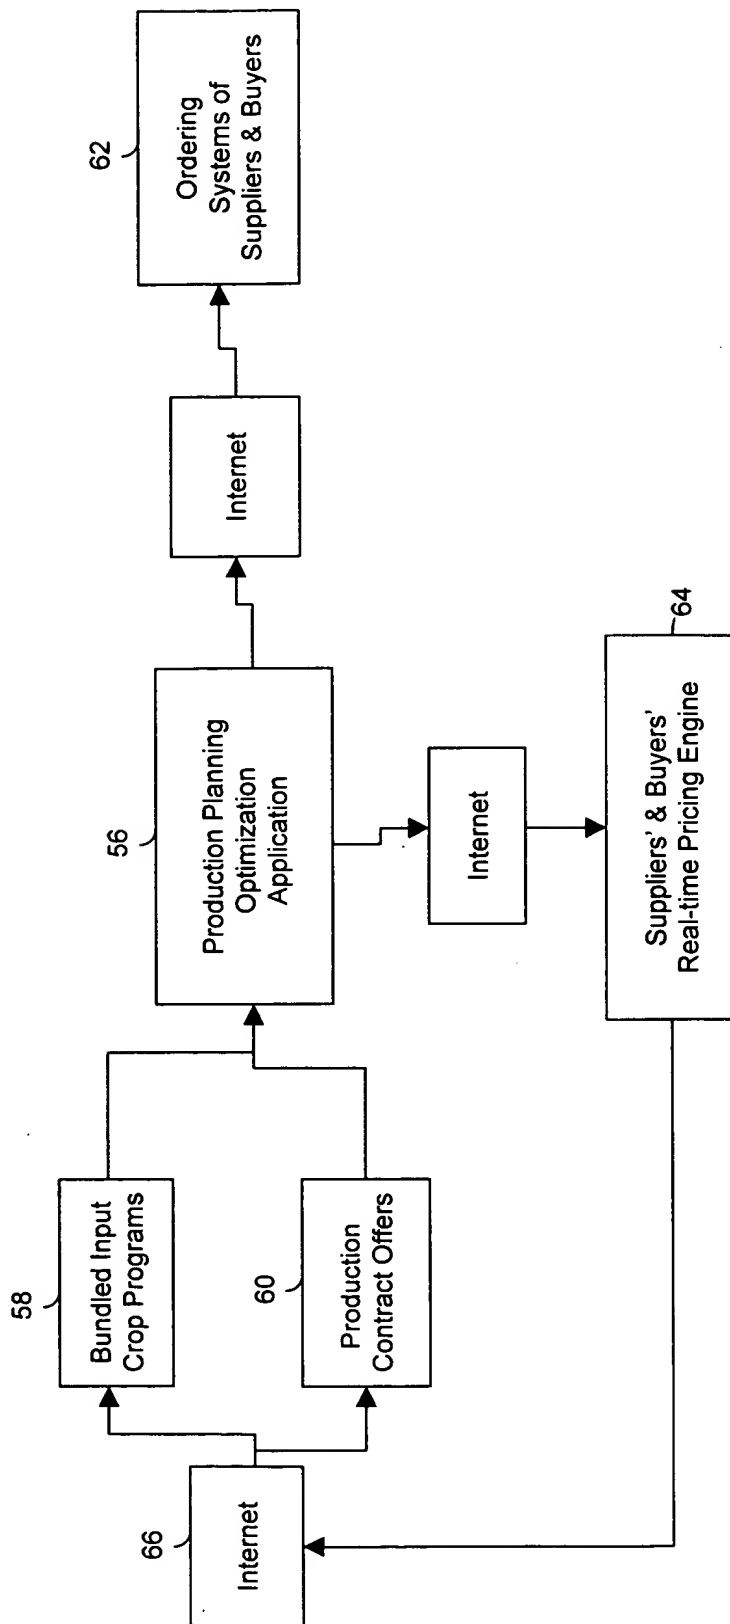 66
Internet
58
Bundled Input
Crop Programs
60
Production
Contract Offers
56
Production Planning
Optimization
Application
Internet
62
Ordering
Systems of
Suppliers & Buyers
Internet
64
Suppliers' & Buyers'
Real-time Pricing Engine